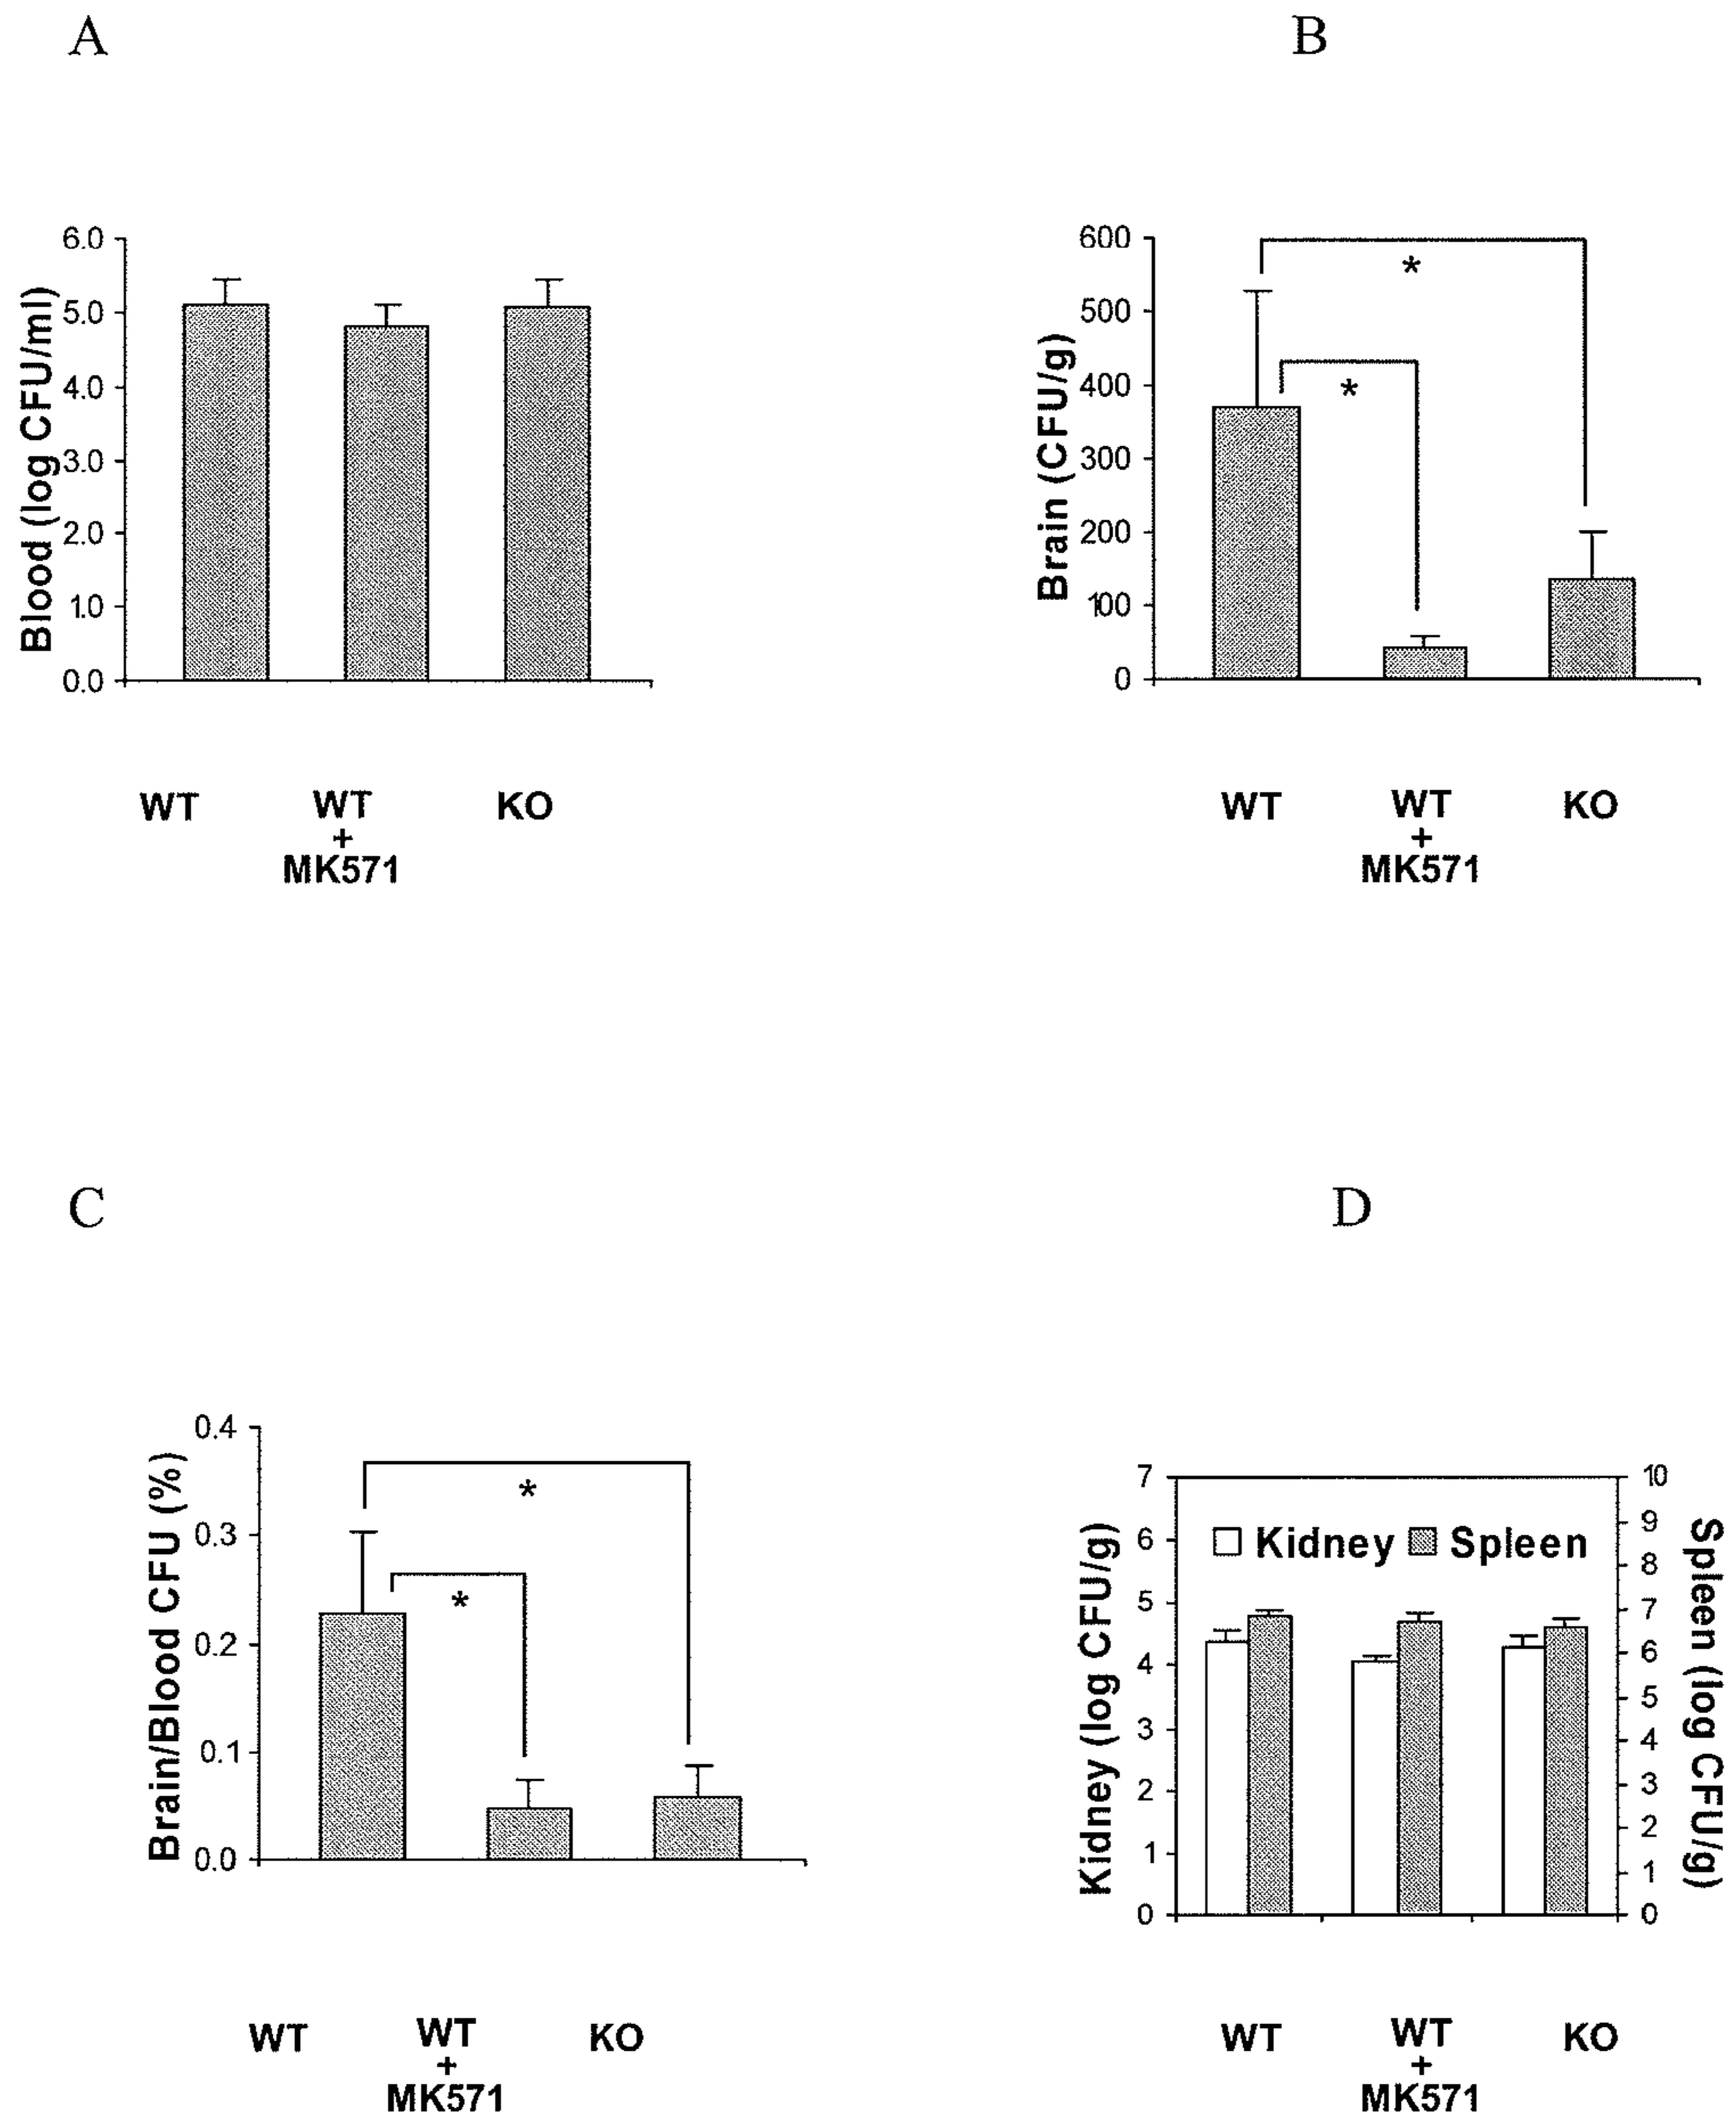 A
Blood (log CFU/ml)
6.0
5.0
4.0
3.0
2.0
1.0
0.0
WT
WT
+
MK571
KO
B
Brain (CFU/g)
600
500
400
300
200
100
0
*
*
WT
WT
+
MK571
KO
C
Brain/Blood CFU (%)
0.4
0.3
0.2
0.1
0.0
*
*
WT
WT
+
MK571
KO
D
Kidney (log CFU/g)
7
6
5
4
3
2
1
0
Kidney Spleen
10
9
8
7
6
5
4
3
2
1
0
Spleen (log CFU/g)
WT
WT
+
MK571
KO